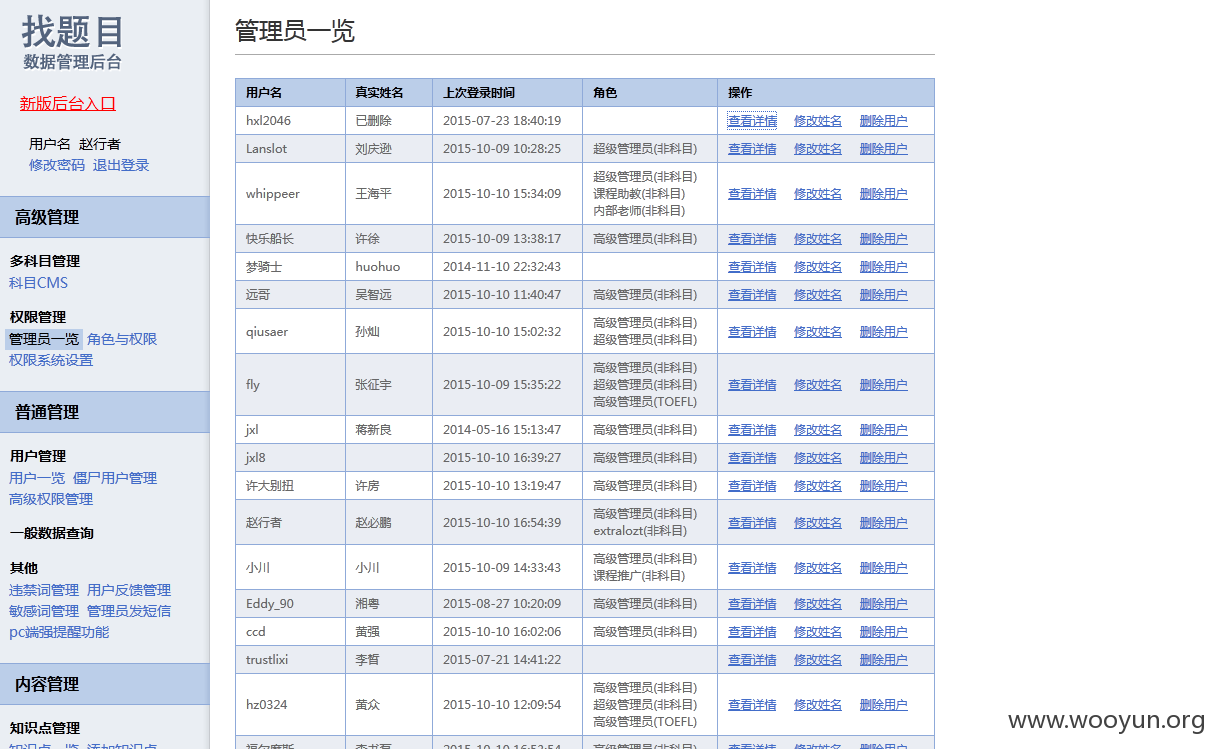 找题目
数据管理后台
新版后台入口
用户名 赵行者
修改密码 退出登录
高级管理
多科目管理
科目CMS
权限管理
管理员一览 角色与权限
权限系统设置
普通管理
用户管理
用户一览 僵尸用户管理
高级权限管理
一般数据查询
其他
违禁词管理 用户反馈管理
敏感词管理 管理员发短信
pc端强提醒功能
内容管理
知识点管理
管理员一览
用户名 真实姓名 上次登录时间 角色 操作
hxl2046 已删除 2015-07-23 18:40:19 查看详情 修改姓名 删除用户
Lanslot 刘庆逊 2015-10-09 10:28:25 超级管理员(非科目) 查看详情 修改姓名 删除用户
超级管理员(非科目)
whippeer 王海平 2015-10-10 15:34:09 课程助教(非科目) 查看详情 修改姓名 删除用户
内部老师(非科目)
快乐船长 许徐 2015-10-09 13:38:17 高级管理员(非科目) 查看详情 修改姓名 删除用户
梦骑士 huohuo 2014-11-10 22:32:43 查看详情 修改姓名 删除用户
远哥 吴智远 2015-10-10 11:40:47 高级管理员(非科目) 查看详情 修改姓名 删除用户
高级管理员(非科目)
qiusaer 孙灿 2015-10-10 15:02:32 查看详情 修改姓名 删除用户
超级管理员(非科目)
高级管理员(非科目)
fly 张征宇 2015-10-09 15:35:22 超级管理员(非科目) 查看详情 修改姓名 删除用户
高级管理员(TOEFL)
jxl 蒋新良 2014-05-16 15:13:47 高级管理员(非科目) 查看详情 修改姓名 删除用户
jxl8 2015-10-10 16:39:27 高级管理员(非科目) 查看详情 修改姓名 删除用户
许大别扭 许房 2015-10-10 13:19:47 高级管理员(非科目) 查看详情 修改姓名 删除用户
高级管理员(非科目)
赵行者 赵必鹏 2015-10-10 16:54:39 查看详情 修改姓名 删除用户
extralozt(非科目)
高级管理员(非科目)
小川 小川 2015-10-09 14:33:43 查看详情 修改姓名 删除用户
课程推广(非科目)
Eddy_90 湘粤 2015-08-27 10:20:09 高级管理员(非科目) 查看详情 修改姓名 删除用户
ccd 黄强 2015-10-10 16:02:06 高级管理员(非科目) 查看详情 修改姓名 删除用户
trustlixi 李晳 2015-07-21 14:41:22 查看详情 修改姓名 删除用户
高级管理员(非科目)
hz0324 黄众 2015-10-10 12:09:54 超级管理员(非科目) 查看详情 修改姓名 删除用户
高级管理员(TOEFL)
www.wooyun.org